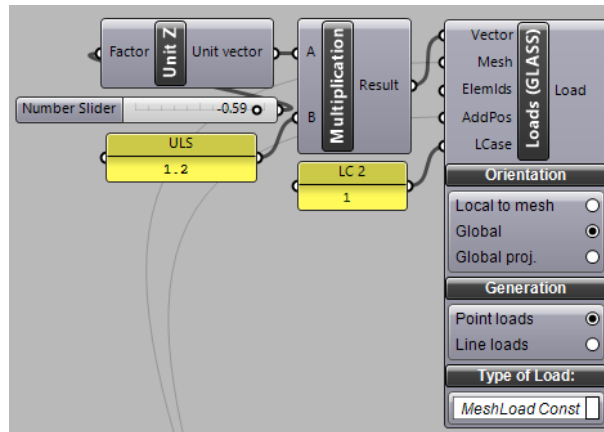 Factor
Unit Z
Unit vector
Number Slider
-0.59
ULS
1.2
A
B
Multiplication
Result
LC 2
1
Vector
Mesh
ElemIds
AddPos
LCase
Loads (GLASS)
Load
Orientation
Local to mesh
Global
Global proj.
Generation
Point loads
Line loads
Type of Load:
MeshLoad Const